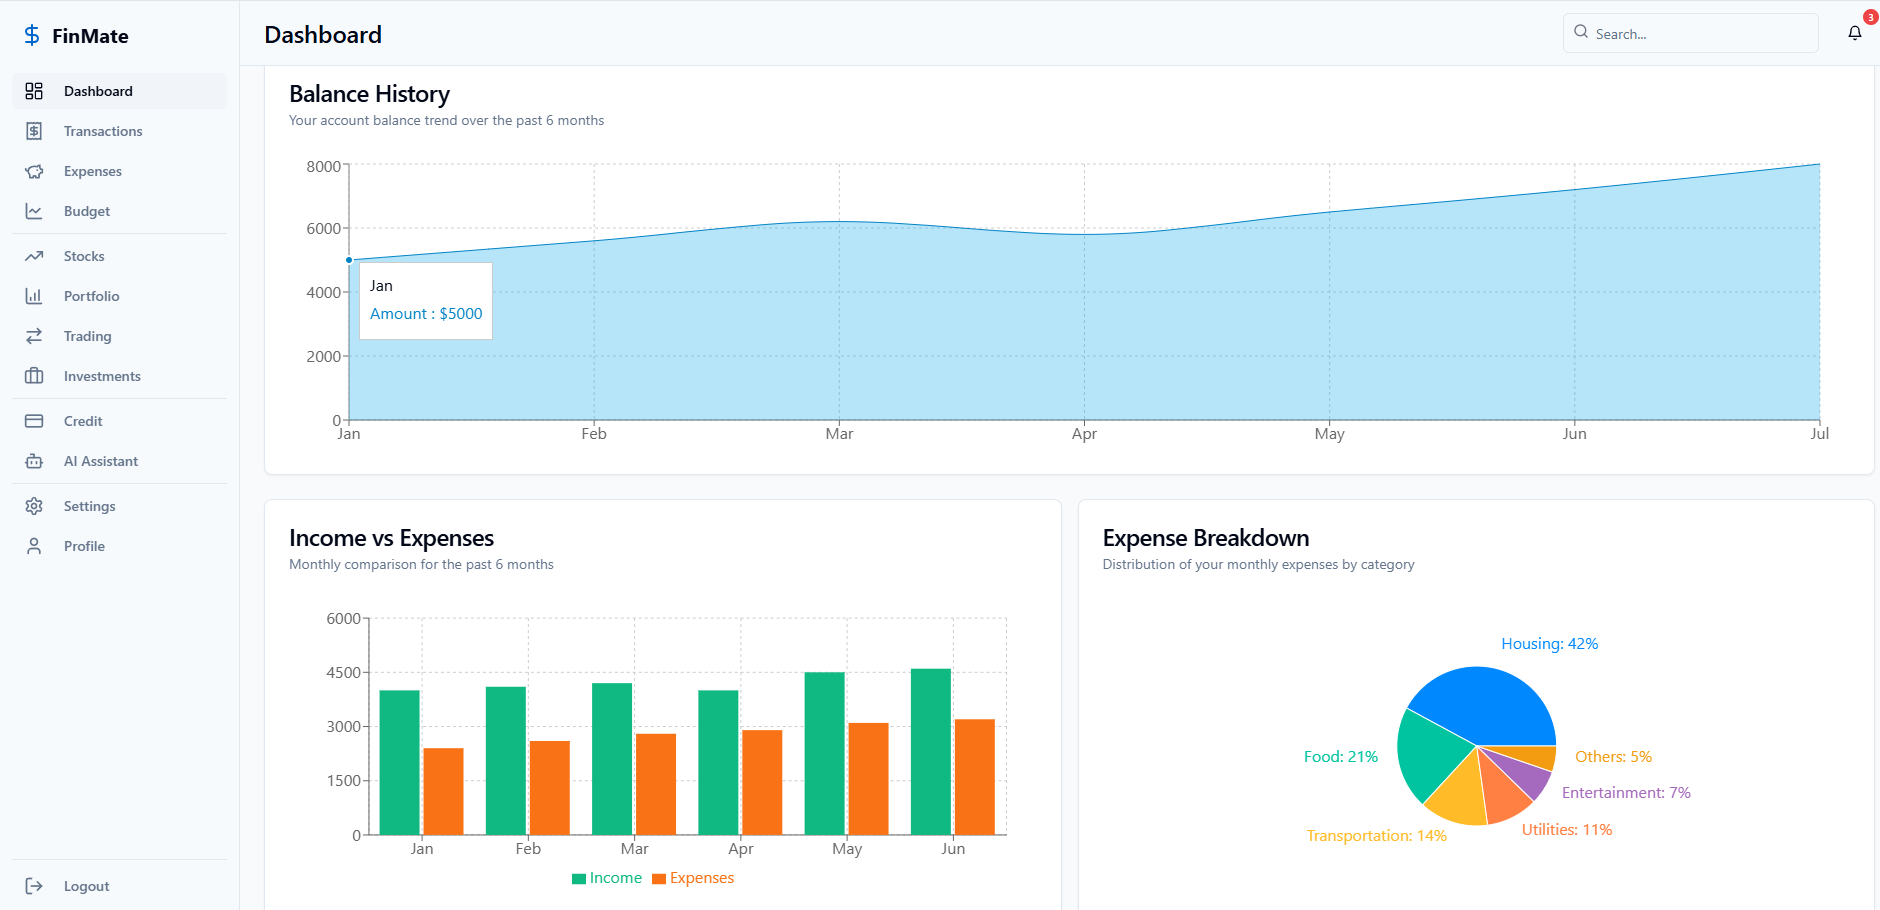 FinMate
Dashboard
Transactions
Expenses
Budget
Stocks
Portfolio
Trading
Investments
Credit
AI Assistant
Settings
Profile
Logout
Dashboard
Search...
3
Balance History
Your account balance trend over the past 6 months
8000
6000
4000
2000
0
Jan
Amount : $5000
Jan Feb Mar Apr May Jun Jul
Income vs Expenses
Monthly comparison for the past 6 months
6000
4500
3000
1500
0
Jan Feb Mar Apr May Jun
Income Expenses
Expense Breakdown
Distribution of your monthly expenses by category
Housing: 42%
Food: 21%
Others: 5%
Entertainment: 7%
Utilities: 11%
Transportation: 14%